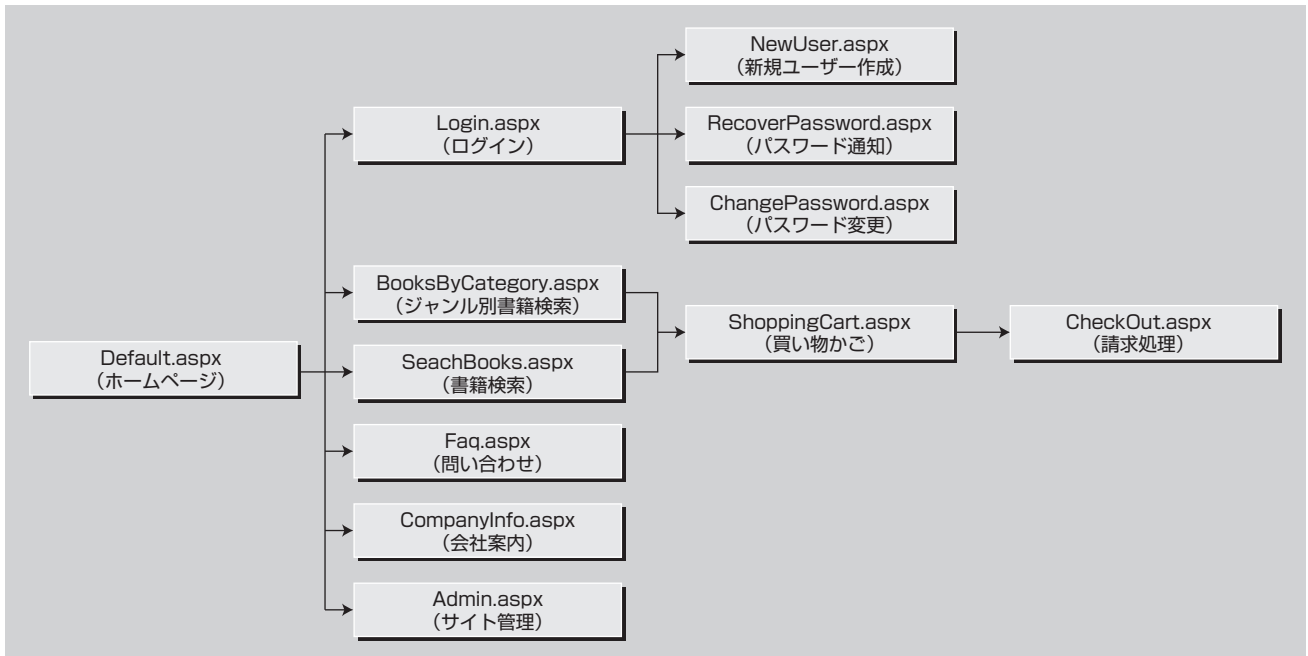 NewUser.aspx
（新規ユーザー作成）
Login.aspx
（ログイン）
RecoverPassword.aspx
（パスワード通知）
ChangePassword.aspx
（パスワード変更）
BooksByCategory.aspx
（ジャンル別書籍検索）
ShoppingCart.aspx
（買い物かご）
CheckOut.aspx
（請求処理）
Default.aspx
（ホームページ）
SeachBooks.aspx
（書籍検索）
Faq.aspx
（問い合わせ）
CompanyInfo.aspx
（会社案内）
Admin.aspx
（サイト管理）